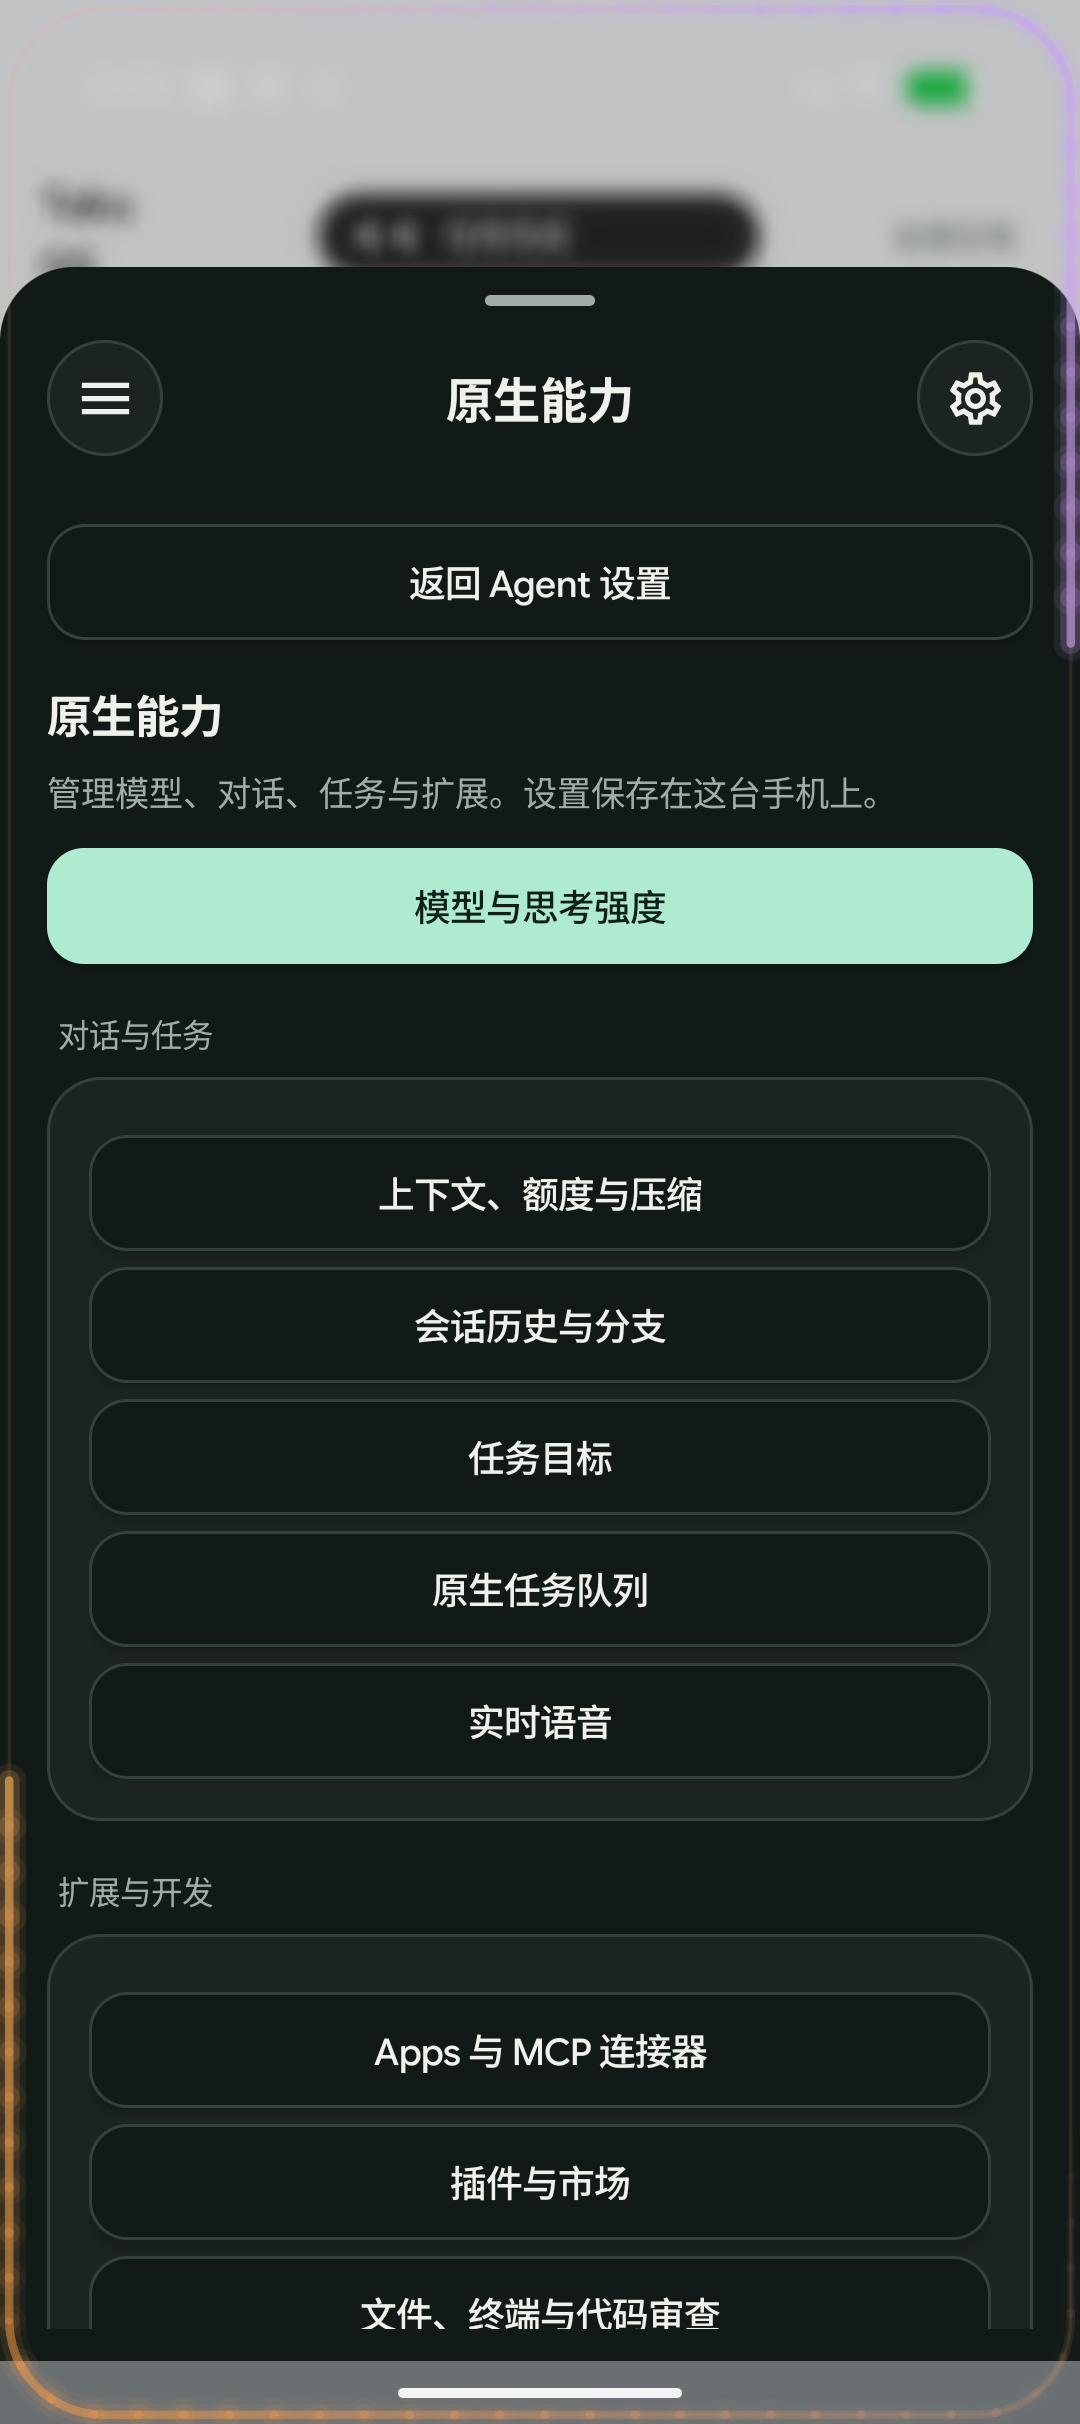 原生能力
返回 Agent 设置
原生能力
管理模型、对话、任务与扩展。设置保存在这台手机上。
模型与思考强度
对话与任务
上下文、额度与压缩
会话历史与分支
任务目标
原生任务队列
实时语音
扩展与开发
Apps 与 MCP 连接器
插件与市场
文件、终端与代码审查